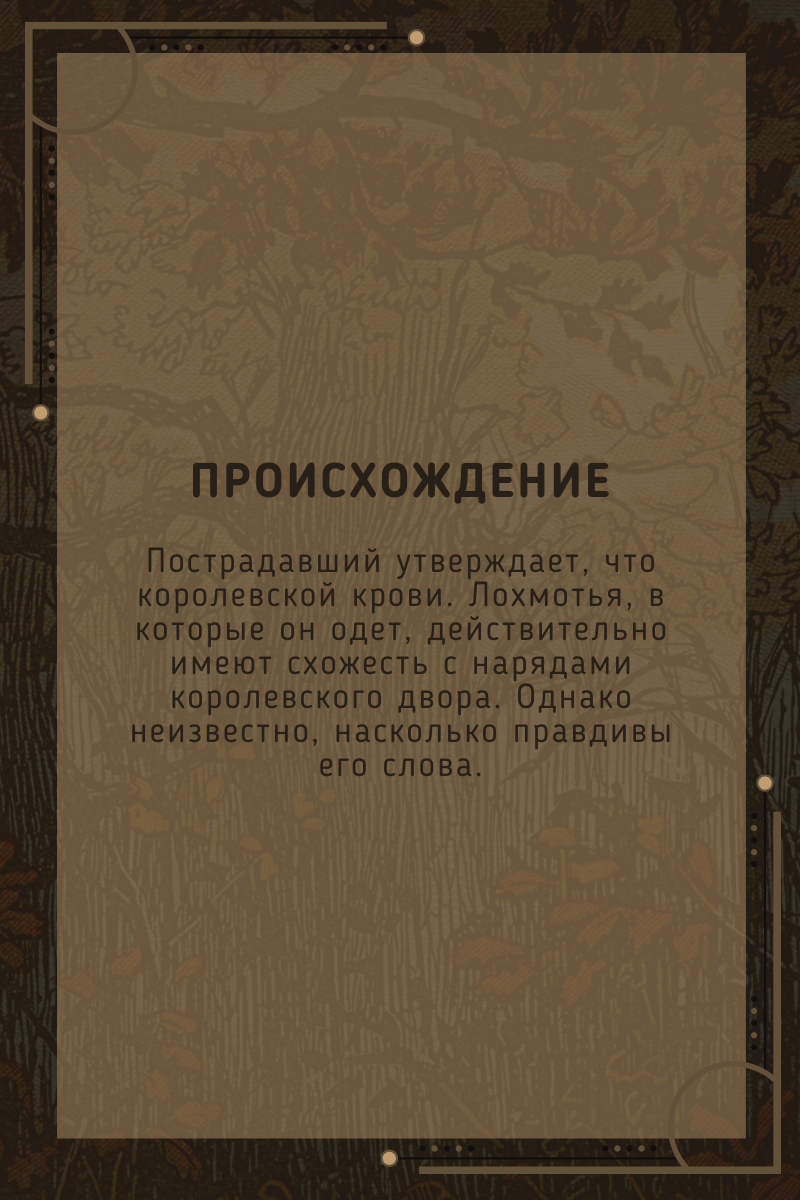 ПРОИСХОЖДЕНИЕ
Пострадавший утверждает, что
королевской крови. Лохмотья, в
которые он одет, действительно
имеют схожесть с нарядами
королевского двора. Однако
неизвестно, насколько правдивы
его слова.